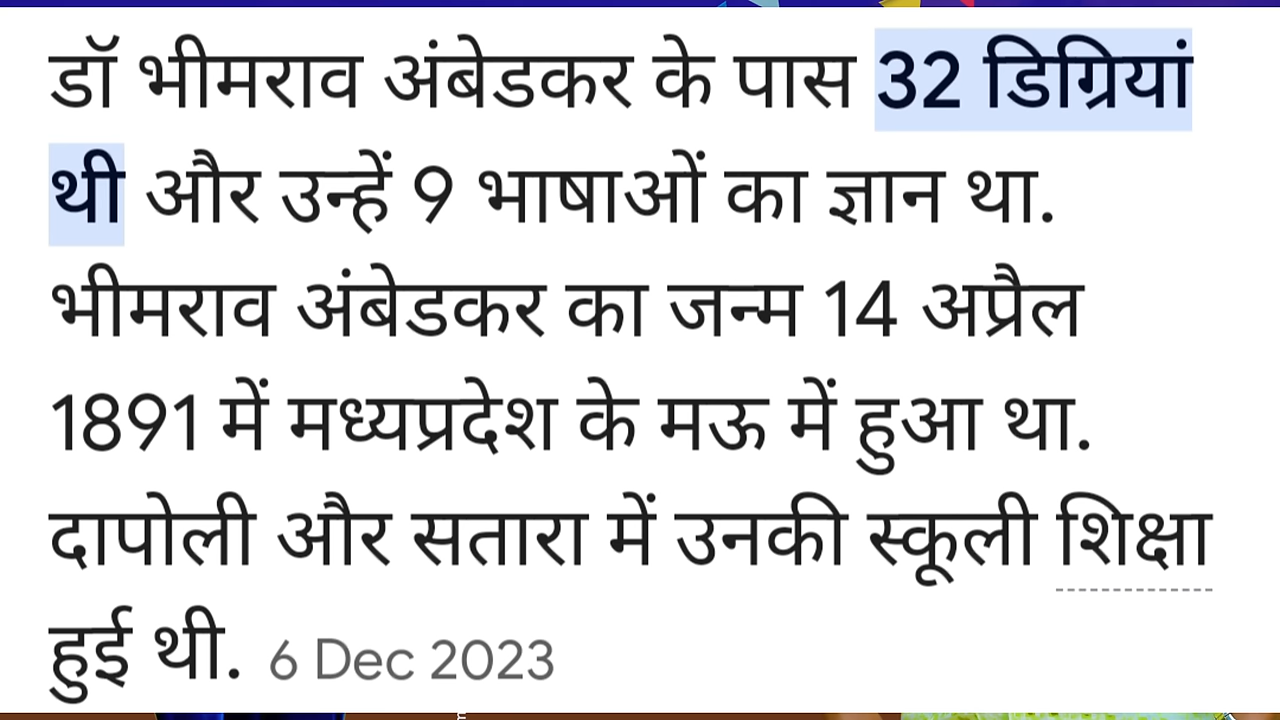 डॉ भीमराव अंबेडकर के पास 32 डिग्रियां
थी और उन्हें 9 भाषाओं का ज्ञान था.
भीमराव अंबेडकर का जन्म 14 अप्रैल
1891 में मध्यप्रदेश के मऊ में हुआ था.
दापोली और सतारा में उनकी स्कूली शिक्षा
हुई थी. 6 Dec 2023